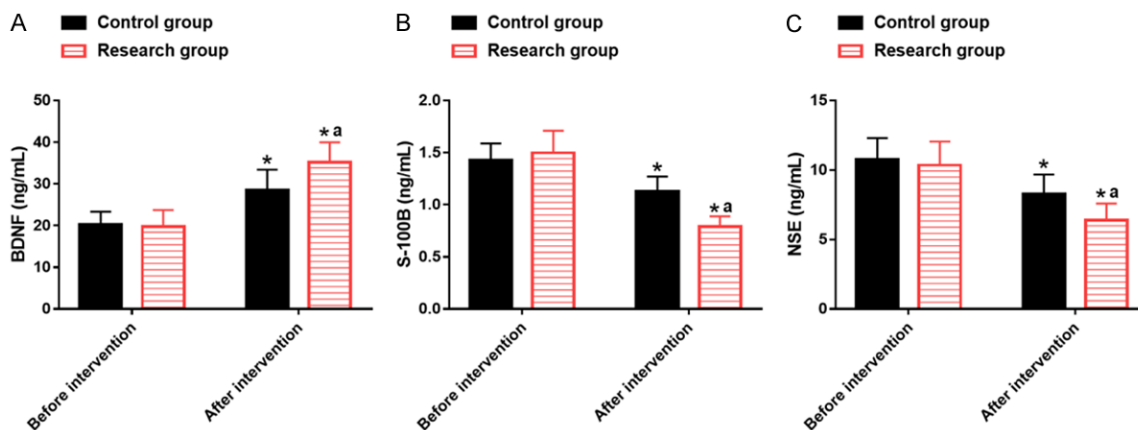 A
Control group
Research group
BDNF (ng/mL)
50
40
30
20
10
0
*
* a
Before intervention
After intervention
B
Control group
Research group
S-100B (ng/mL)
2.0
1.5
1.0
0.5
0.0
*
* a
Before intervention
After intervention
C
Control group
Research group
NSE (ng/mL)
15
10
5
0
*
* a
Before intervention
After intervention